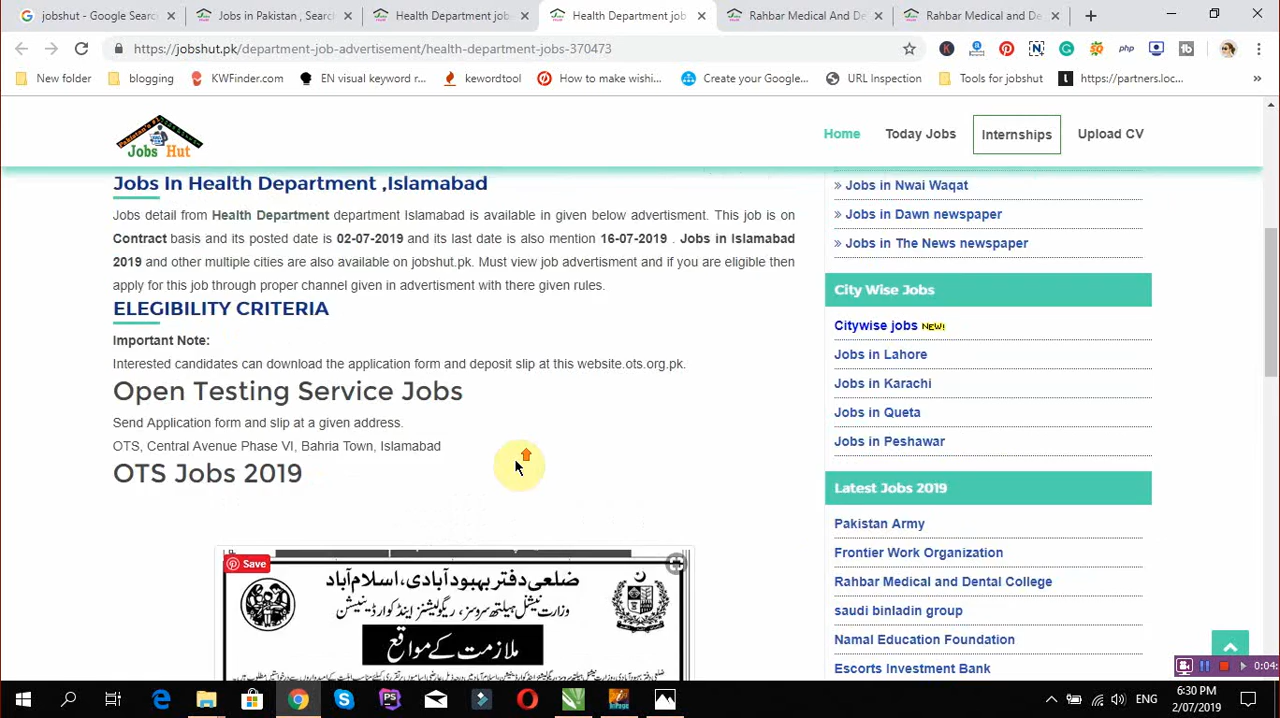 jobshut - Google Sear
Jobs in Pakistan , Search
Health Department job
Health Department job
Rahbar Medical And De
Rahbar Medical and De
https://jobshut.pk/department-job-advertisement/health-department-jobs-370473
New folder
blogging
KWFinder.com
EN visual keyword r...
kewordtool
How to make wishi...
Create your Google...
URL Inspection
Tools for jobshut
https://partners.loc...
Jobs Hut
Home
Today Jobs
Internships
Upload CV
Jobs In Health Department ,Islamabad
Jobs detail from Health Department department Islamabad is available in given below advertisment. This job is on
Contract basis and its posted date is 02-07-2019 and its last date is also mention 16-07-2019 . Jobs in Islamabad
2019 and other multiple cities are also available on jobshut.pk. Must view job advertisment and if you are eligible then
apply for this job through proper channel given in advertisment with there given rules.
ELEGIBILITY CRITERIA
Important Note:
Interested candidates can download the application form and deposit slip at this website.ots.org.pk.
Open Testing Service Jobs
Send Application form and slip at a given address.
OTS, Central Avenue Phase VI, Bahria Town, Islamabad
OTS Jobs 2019
Save
ضلعی دفتر بہبود آبادی، اسلام آباد
وزارت نیشنل ہیلتھ سروسز، ریگولیشنز اینڈ کوارڈینیشن
ملازمت کے مواقع
» Jobs in Nwai Waqat
» Jobs in Dawn newspaper
» Jobs in The News newspaper
City Wise Jobs
Citywise jobs NEW!
Jobs in Lahore
Jobs in Karachi
Jobs in Queta
Jobs in Peshawar
Latest Jobs 2019
Pakistan Army
Frontier Work Organization
Rahbar Medical and Dental College
saudi binladin group
Namal Education Foundation
Escorts Investment Bank
0:04
ENG
6:30 PM
2/07/2019